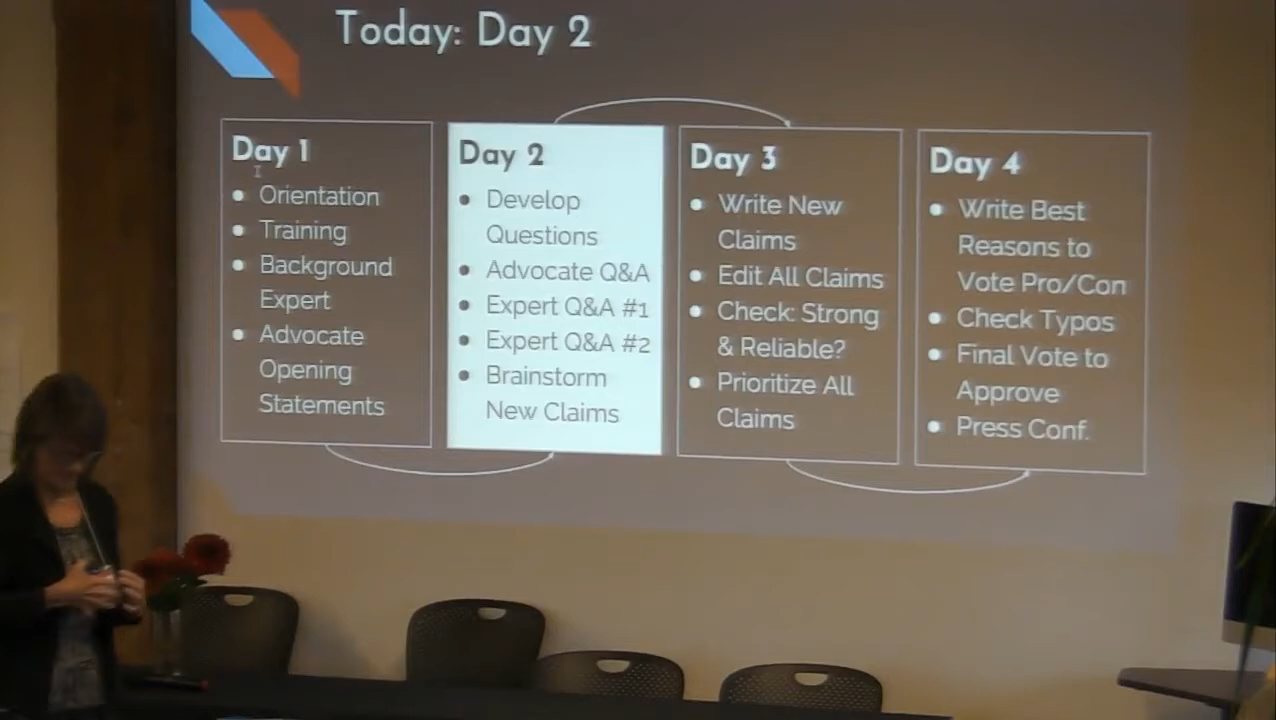 Today: Day 2
Day 1
Orientation
Training
Background
Expert
Advocate
Opening
Statements
Day 2
Develop
Questions
Advocate Q&A
Expert Q&A #1
Expert Q&A #2
Brainstorm
New Claims
Day 3
Write New
Claims
Edit All Claims
Check: Strong
& Reliable?
Prioritize All
Claims
Day 4
Write Best
Reasons to
Vote Pro/Con
Check Typos
Final Vote to
Approve
Press Conf.